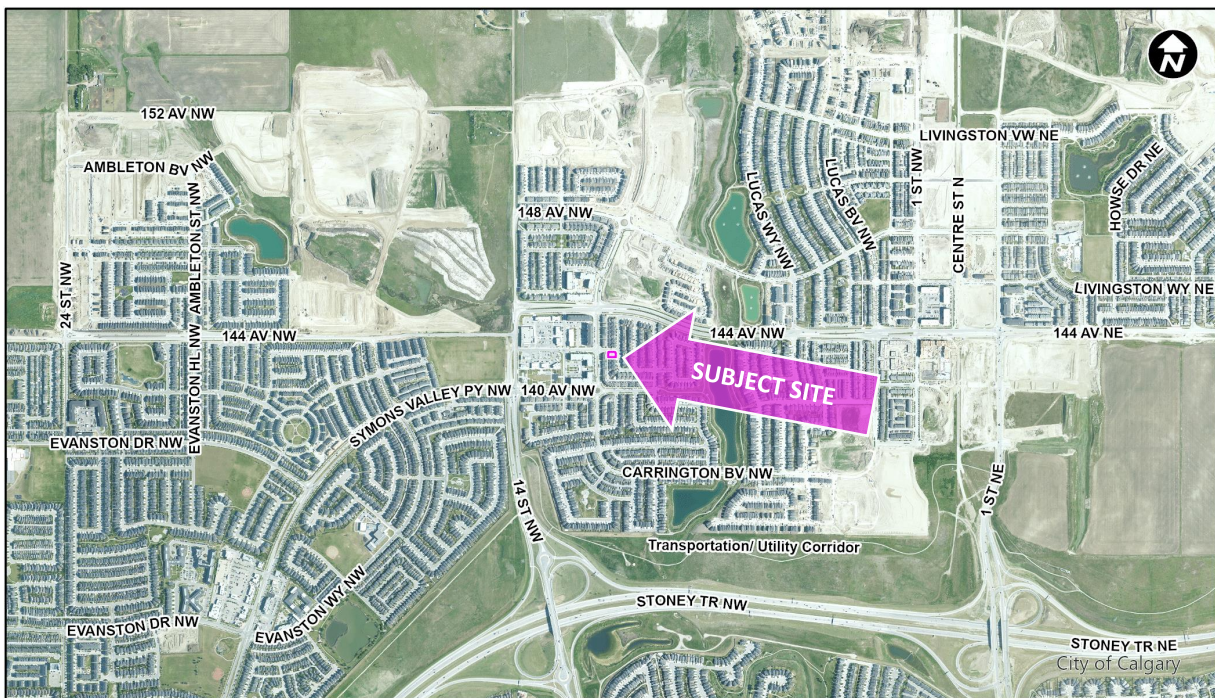 N
152 AV NW
LIVINGSTON VW NE
AMBLETON BV NW
HOWSE DR NE
LUCAS BV NW
LUCAS WY NW
1 ST NW
AMBLETON ST NW
148 AV NW
CENTRE ST N
24 ST NW
LIVINGSTON WY NE
144 AV NW
144 AV NW
144 AV NE
EVANSTON HL NW
SUBJECT SITE
SYMONS VALLEY PY NW
140 AV NW
EVANSTON DR NW
CARRINGTON BV NW
14 ST NW
1 ST NE
Transportation/ Utility Corridor
EVANSTON WY NW
STONEY TR NW
EVANSTON DR NW
STONEY TR NE
City of Calgary